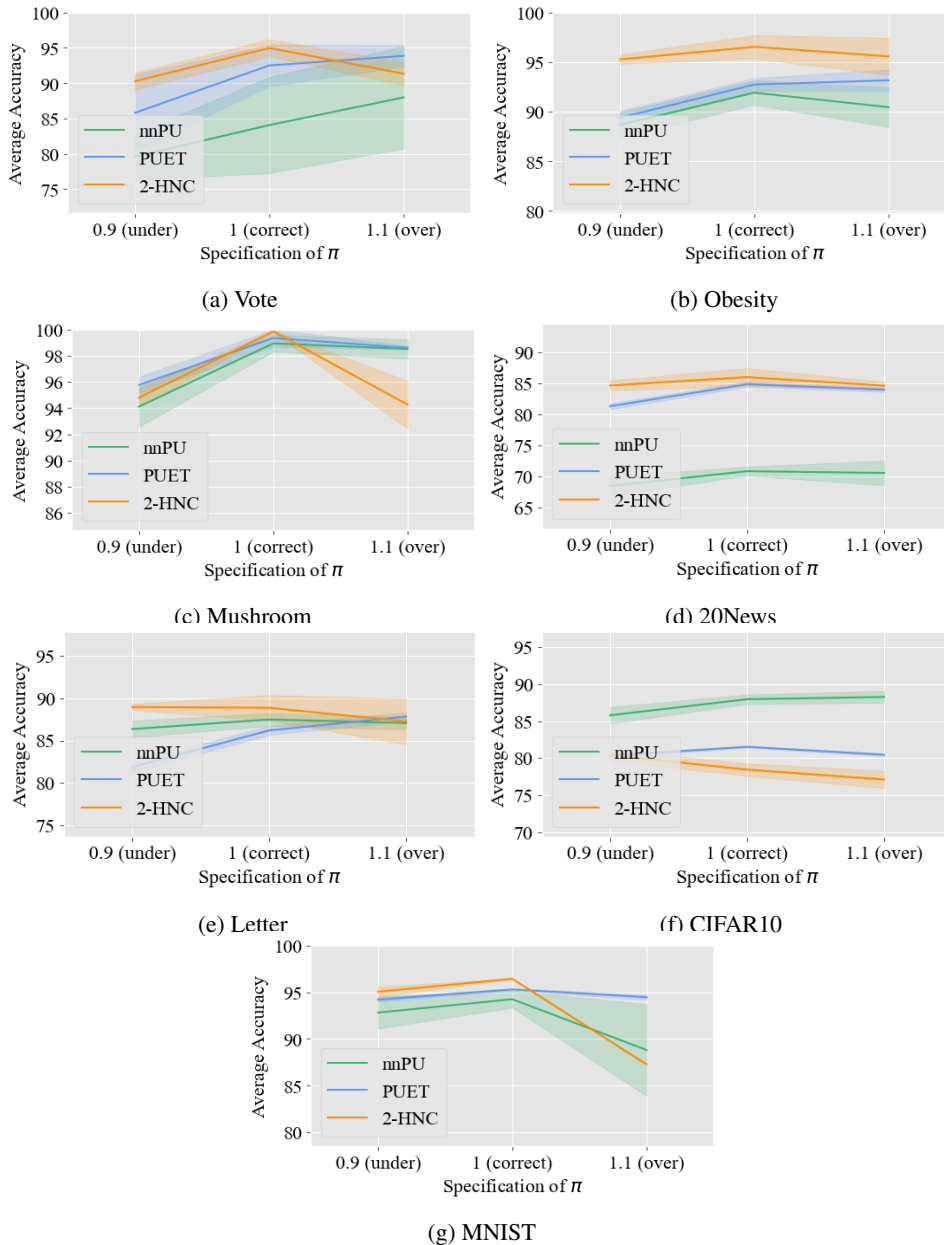 100
95
90
85
80
75
Average Accuracy
nnPU
PUET
2-HNC
0.9 (under) 1 (correct) 1.1 (over)
Specification of π
(a) Vote
100
95
90
85
80
Average Accuracy
nnPU
PUET
2-HNC
0.9 (under) 1 (correct) 1.1 (over)
Specification of π
(b) Obesity
100
98
96
94
92
90
88
86
Average Accuracy
nnPU
PUET
2-HNC
0.9 (under) 1 (correct) 1.1 (over)
Specification of π
(c) Mushroom
90
85
80
75
70
65
Average Accuracy
nnPU
PUET
2-HNC
0.9 (under) 1 (correct) 1.1 (over)
Specification of π
(d) 20News
95
90
85
80
75
Average Accuracy
nnPU
PUET
2-HNC
0.9 (under) 1 (correct) 1.1 (over)
Specification of π
(e) Letter
95
90
85
80
75
70
Average Accuracy
nnPU
PUET
2-HNC
0.9 (under) 1 (correct) 1.1 (over)
Specification of π
(f) CIFAR10
100
95
90
85
80
Average Accuracy
nnPU
PUET
2-HNC
0.9 (under) 1 (correct) 1.1 (over)
Specification of π
(g) MNIST